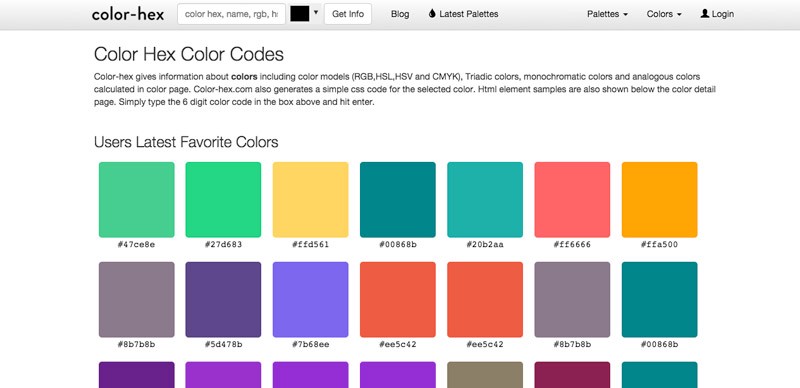 color-hex color hex, name, rgb, h: Get Info Blog Latest Palettes Palettes Colors Login
Color Hex Color Codes
Color-hex gives information about colors including color models (RGB,HSL,HSV and CMYK), Triadic colors, monochromatic colors and analogous colors
calculated in color page. Color-hex.com also generates a simple css code for the selected color. Html element samples are also shown below the color detail
page. Simply type the 6 digit color code in the box above and hit enter.
Users Latest Favorite Colors
#47ce8e #27d683 #ffd561 #00868b #20b2aa #ff6666 #ffa500
#8b7b8b #5d478b #7b68ee #ee5c42 #ee5c42 #8b7b8b #00868b